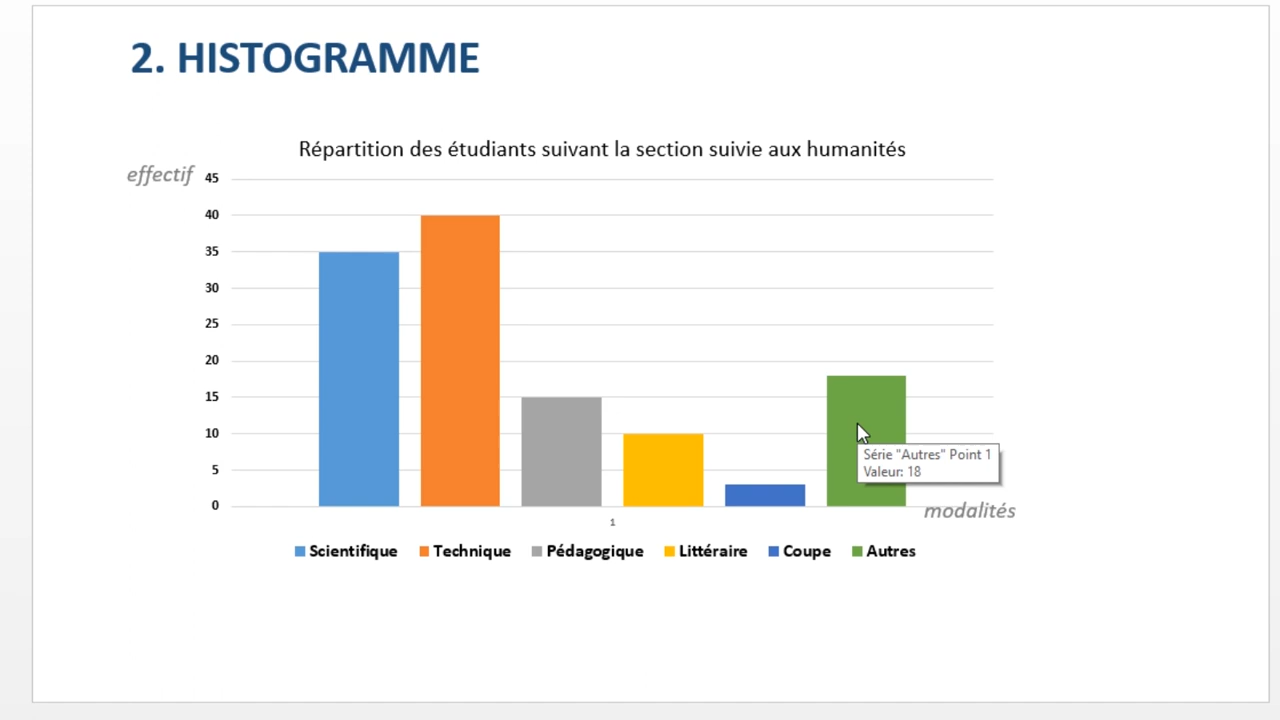 2. HISTOGRAMME
Répartition des étudiants suivant la section suivie aux humanités
effectif
45
40
35
30
25
20
15
10
5
0
Série "Autres" Point 1
Valeur: 18
modalités
1
Scientifique Technique Pédagogique Littéraire Coupe Autres